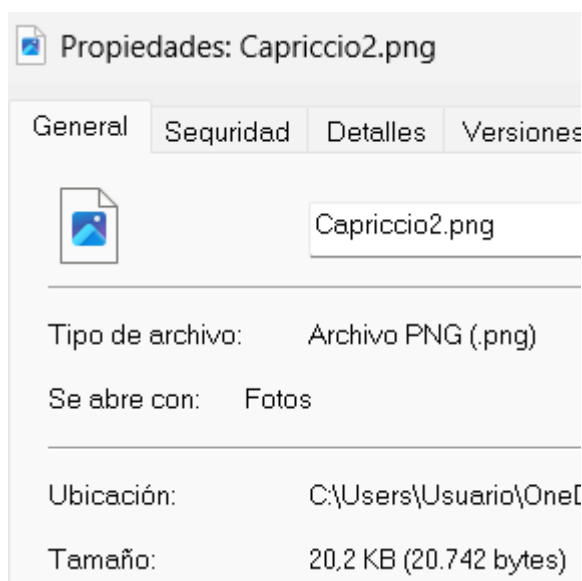 Propiedades: Capriccio2.png
General Seguridad Detalles Versiones
Capriccio2.png
Tipo de archivo: Archivo PNG (.png)
Se abre con: Fotos
Ubicación: C:\Users\Usuario\OneD
Tamaño: 20,2 KB (20.742 bytes)